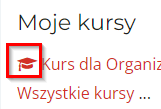 Moje kursy
Kurs dla Organiz
Wszystkie kursy ...